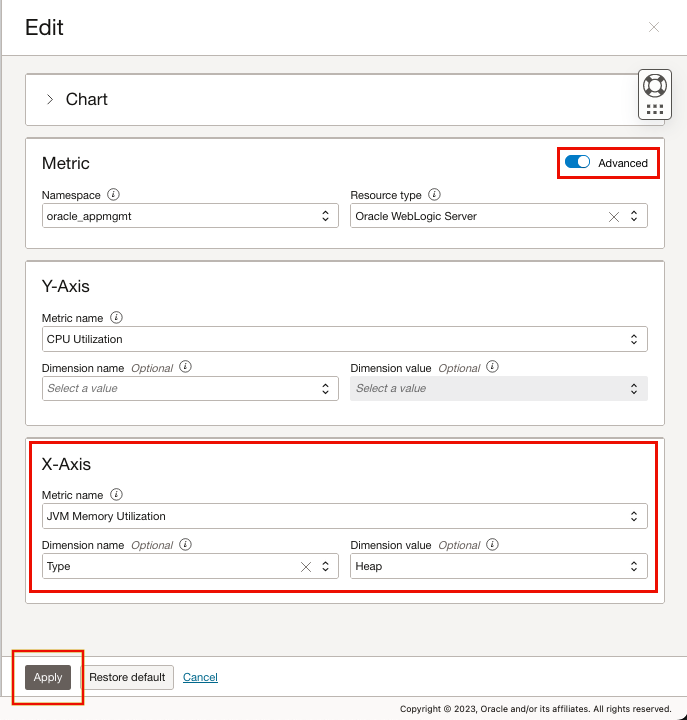 Edit
Chart
Metric
Advanced
Namespace
Resource type
oracle_appmgmt
Oracle WebLogic Server
Y-Axis
Metric name
CPU Utilization
Dimension name Optional
Dimension value Optional
Select a value
Select a value
X-Axis
Metric name
JVM Memory Utilization
Dimension name Optional
Dimension value Optional
Type
Heap
Apply
Restore default
Cancel
Copyright © 2023, Oracle and/or its affiliates. All rights reserved.